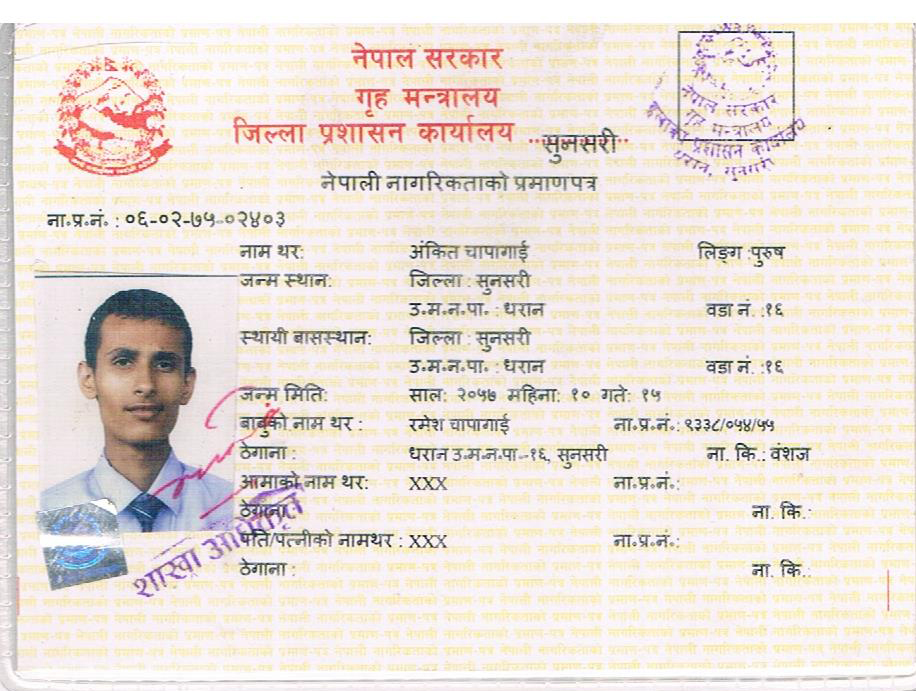 नेपाल सरकार
गृह मन्त्रालय
जिल्ला प्रशासन कार्यालय ..सुनसरी..
नेपाल सरकार
गृह मन्त्रालय
इलाका प्रशासन कार्यालय
धरान, सुनसरी
नेपाली नागरिकताको प्रमाणपत्र
ना॰प्र॰नं॰ : ०६-०२-७५-०२४०३
नाम थर: अंकित चापागाई लिङ्ग :पुरुष
जन्म स्थान: जिल्ला : सुनसरी
उ॰म॰न॰पा॰ : धरान वडा नं. :१६
स्थायी बासस्थान: जिल्ला : सुनसरी
उ॰म॰न॰पा॰ : धरान वडा नं. :१६
जन्म मिति: साल: २०५७ महिना: १० गते: १५
बाबुको नाम थर : रमेश चापागाई ना॰प्र॰नं॰: ९३३८/०५४/५५
ठेगाना : धरान उ॰म॰न॰पा॰-१६, सुनसरी ना. कि.: वंशज
आमाको नाम थर: XXX ना॰प्र॰नं॰:
ठेगाना: ना. कि.:
पति/पत्नीको नामथर : XXX ना॰प्र॰नं॰:
ठेगाना : ना. कि.:
शाखा अधिकृत